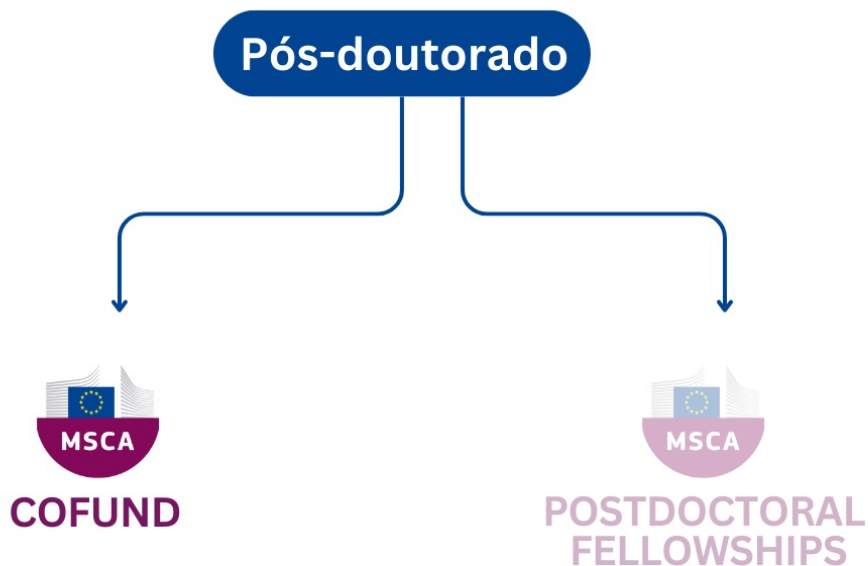 Pós-doutorado
MSCA
COFUND
MSCA
POSTDOCTORAL
FELLOWSHIPS